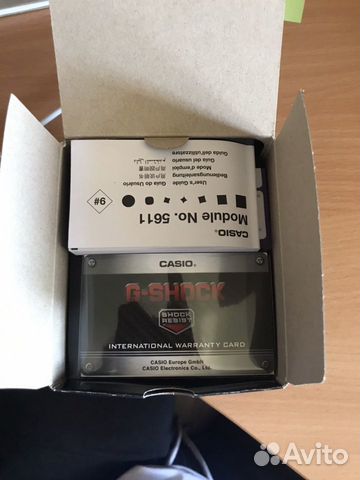 Guida dell'utilizzatore
Guía del usuario
Mode d'emploi
Bedienungsanleitung
User's Guide
Guia do Usuário
#9
Module No. 5611
CASIO®
CASIO®
G-SHOCK
SHOCK
RESIST
INTERNATIONAL WARRANTY CARD
CASIO Europe GmbH
CASIO Electronics Co., Ltd.
Avito